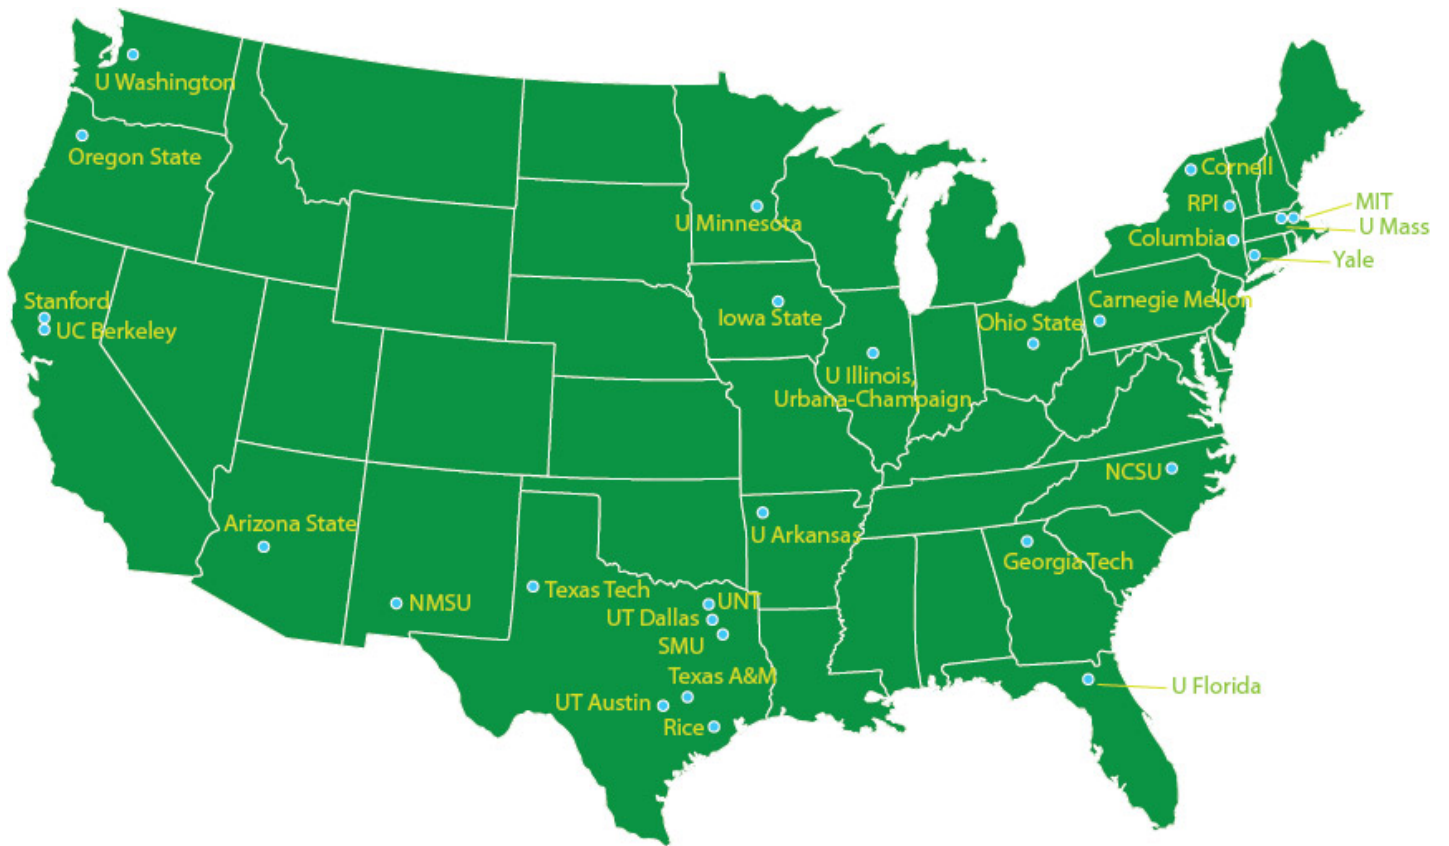 U Washington
Oregon State
Cornell
U Minnesota
RPI
MIT
U Mass
Columbia
Yale
Stanford
UC Berkeley
Iowa State
Carnegie Mellon
Ohio State
U Illinois,
Urbana-Champaign
NCSU
Arizona State
U Arkansas
Georgia Tech
NMSU
Texas Tech
UNT
UT Dallas
SMU
Texas A&M
U Florida
UT Austin
Rice